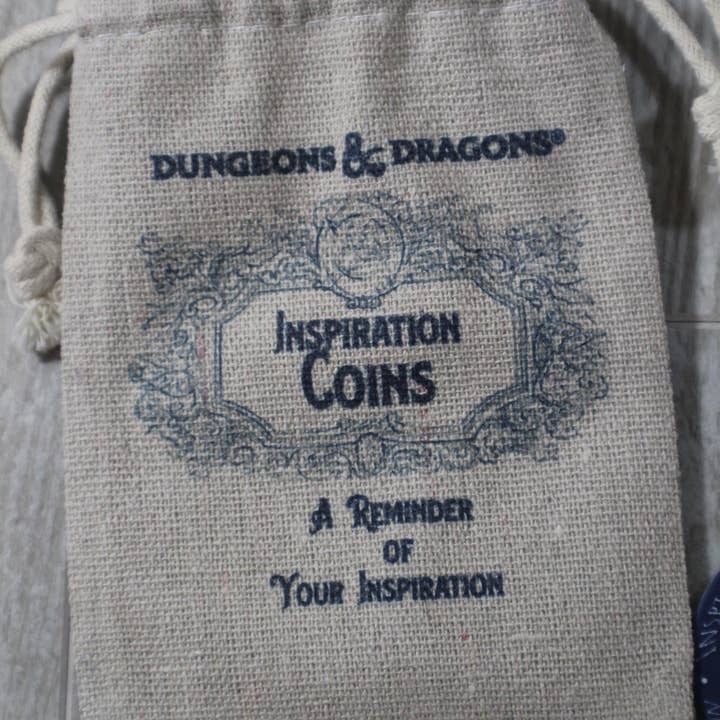 DUNGEONS & DRAGONS®
INSPIRATION
COINS
A REMINDER
OF
YOUR INSPIRATION